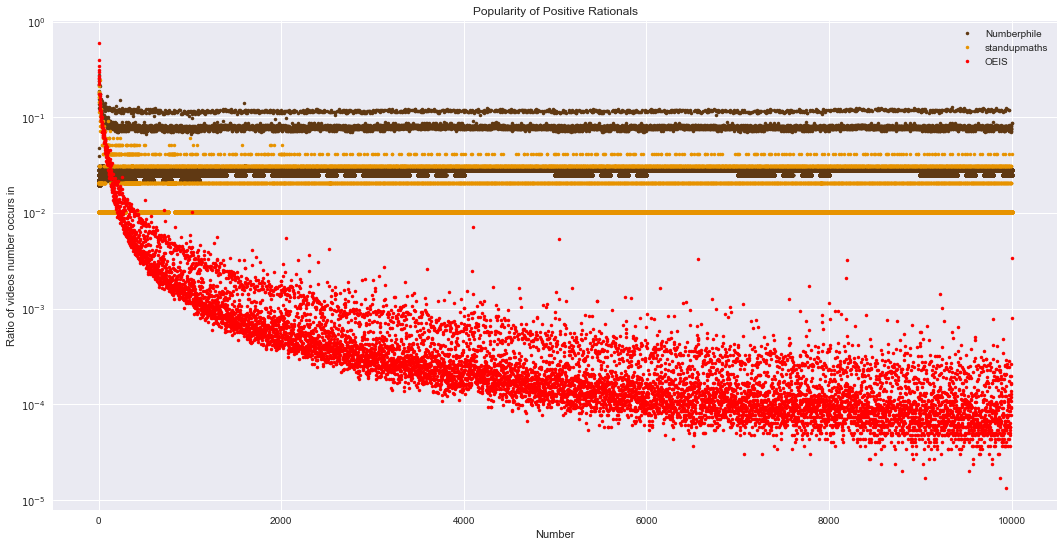 Popularity of Positive Rationals
Numberphile
standupmaths
OEIS
Ratio of videos number occurs in
10⁰
10⁻¹
10⁻²
10⁻³
10⁻⁴
10⁻⁵
0
2000
4000
6000
8000
10000
Number